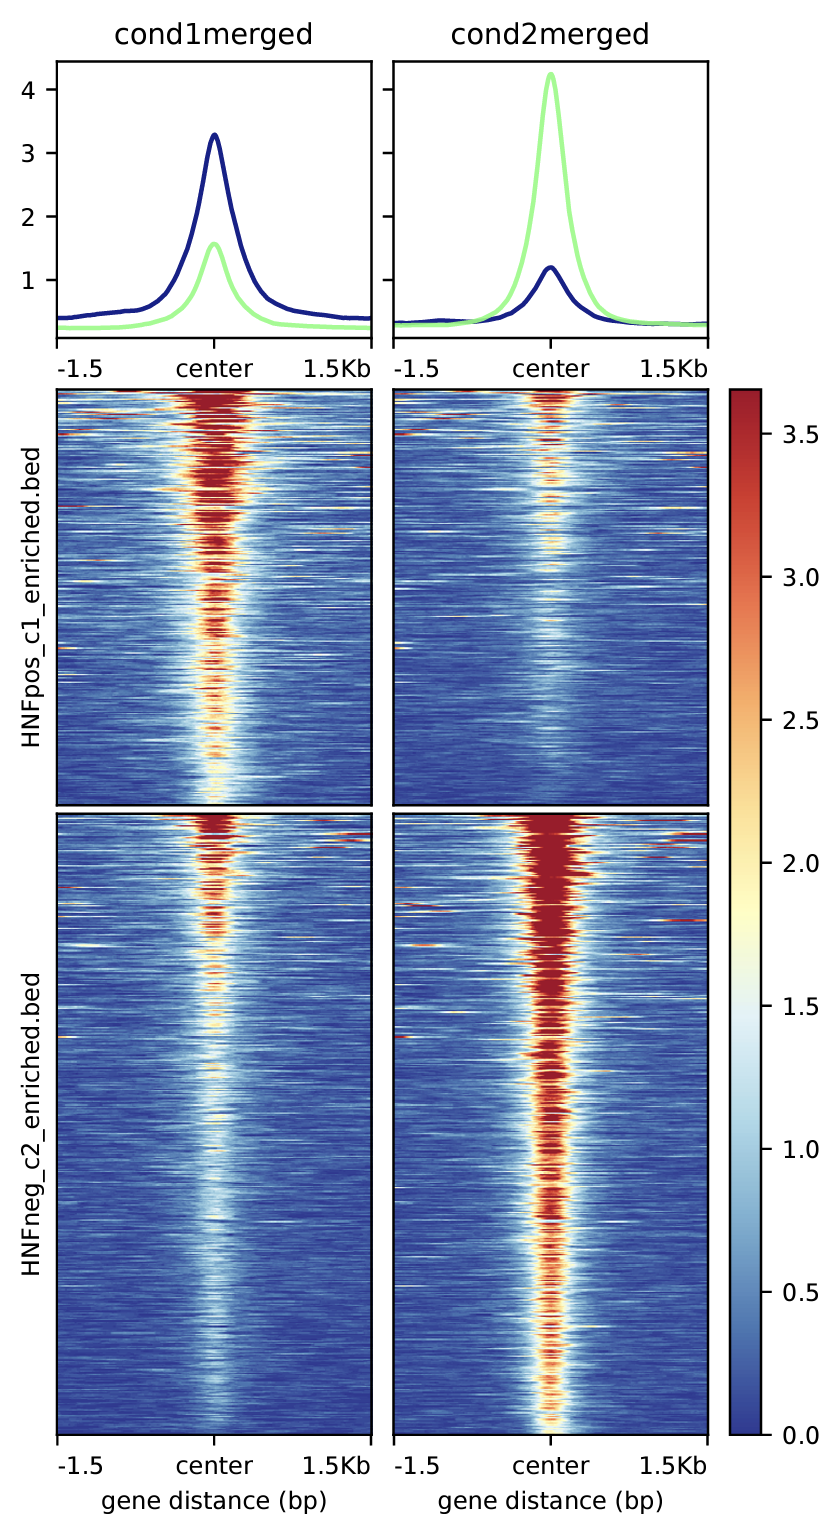 cond1merged
cond2merged
4
3
2
1
-1.5 center 1.5Kb
-1.5 center 1.5Kb
HNFpos_c1_enriched.bed
HNFneg_c2_enriched.bed
3.5
3.0
2.5
2.0
1.5
1.0
0.5
0.0
-1.5 center 1.5Kb
-1.5 center 1.5Kb
gene distance (bp)
gene distance (bp)